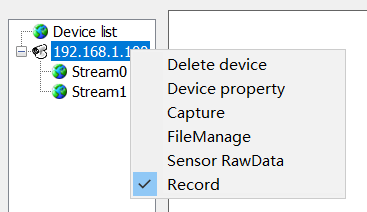 Device list
192.168.1.1
Stream0
Stream1
Delete device
Device property
Capture
FileManage
Sensor RawData
Record